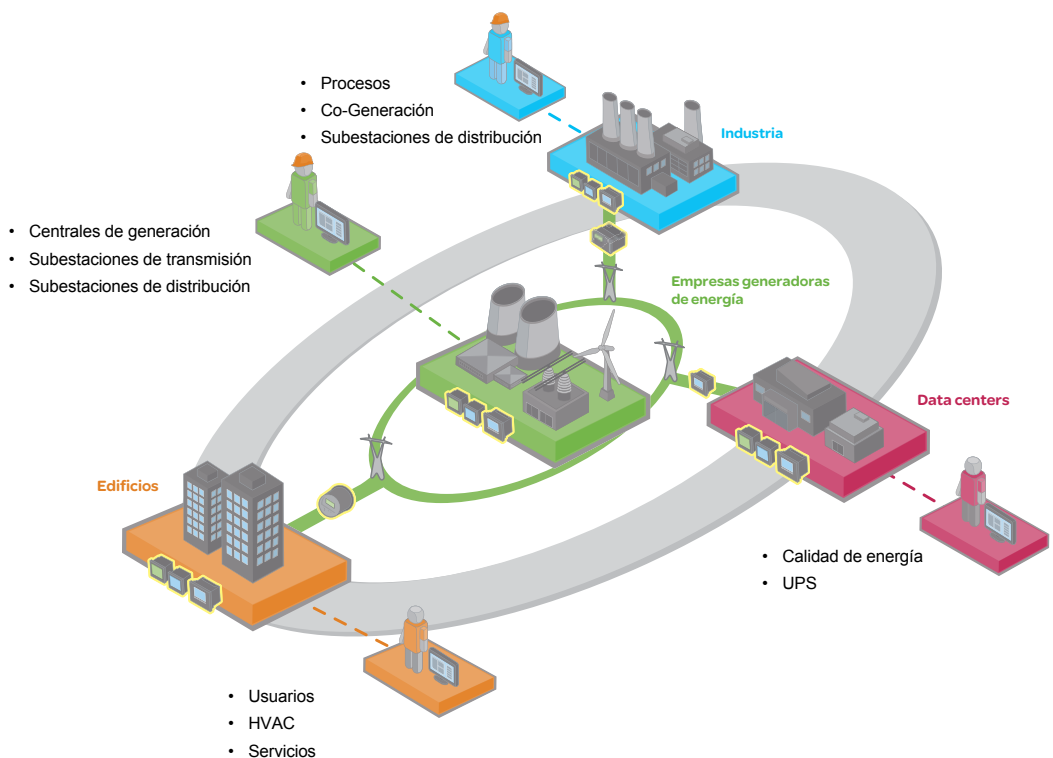 • Procesos
• Co-Generación
• Subestaciones de distribución
Industria
• Centrales de generación
• Subestaciones de transmisión
• Subestaciones de distribución
Empresas generadoras
de energía
Data centers
Edificios
• Calidad de energía
• UPS
• Usuarios
• HVAC
• Servicios